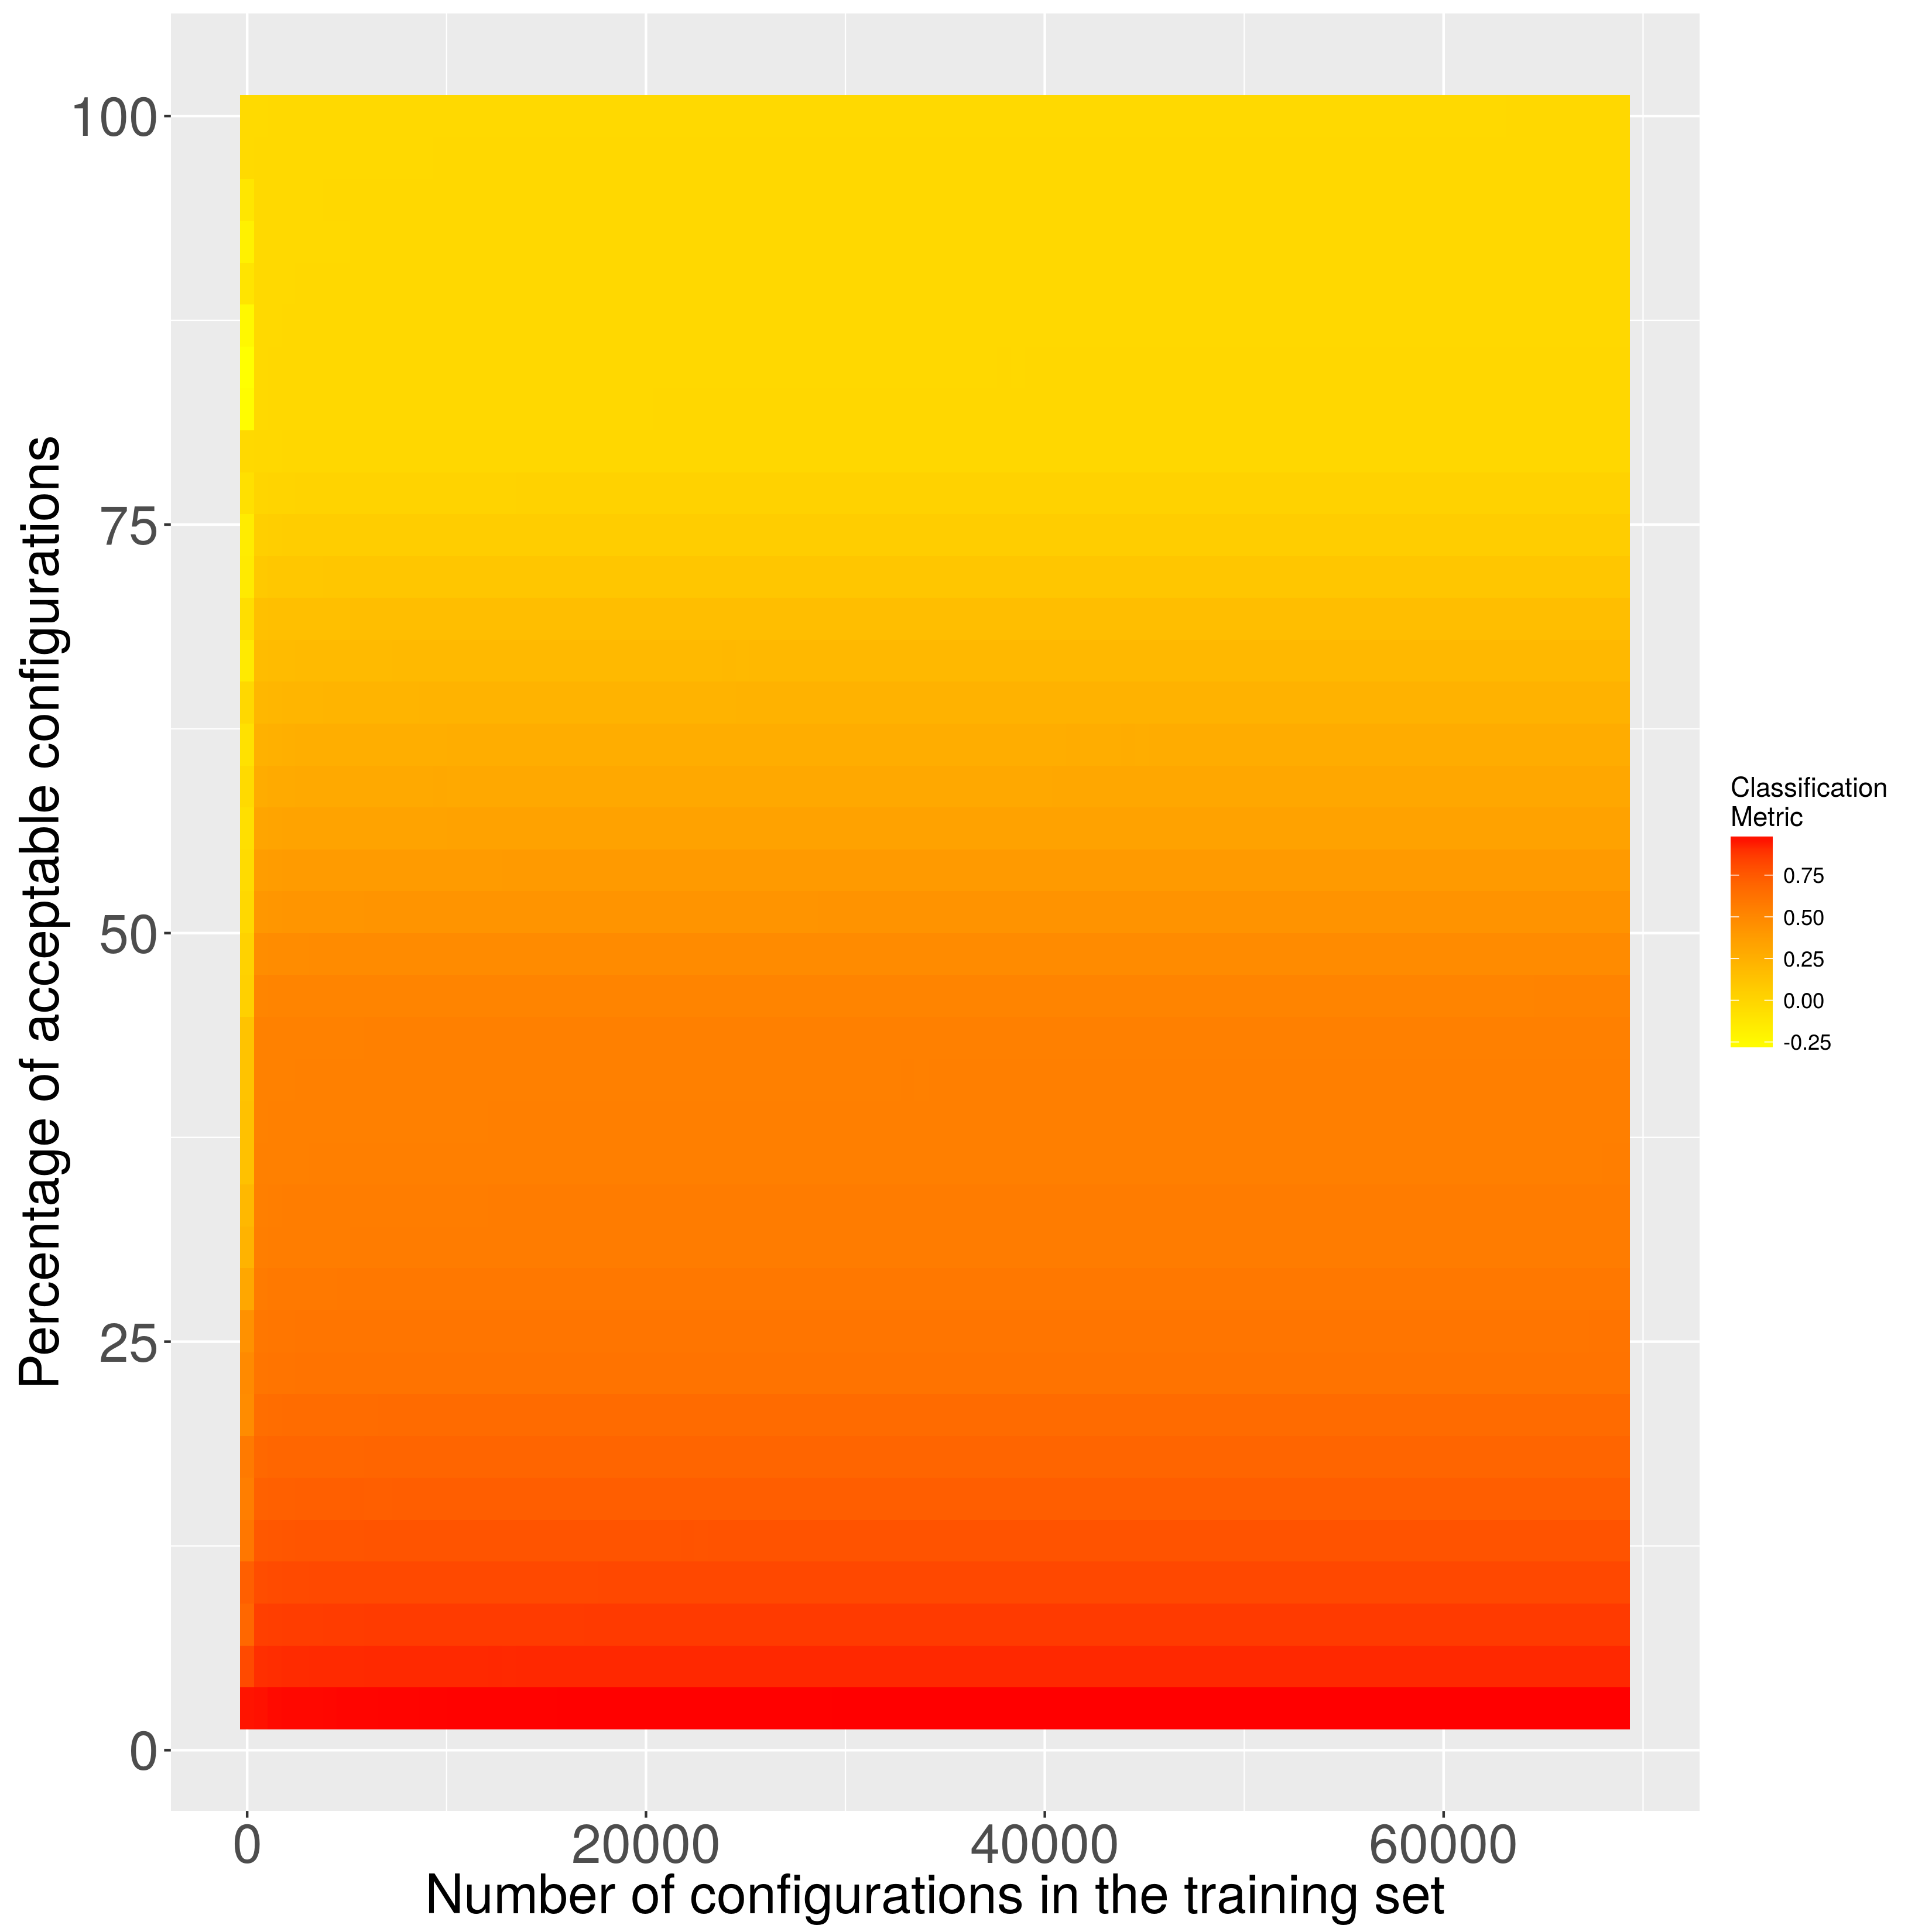 100
75
50
25
0
Percentage of acceptable configurations
0 20000 40000 60000
Number of configurations in the training set
Classification
Metric
0.75
0.50
0.25
0.00
-0.25